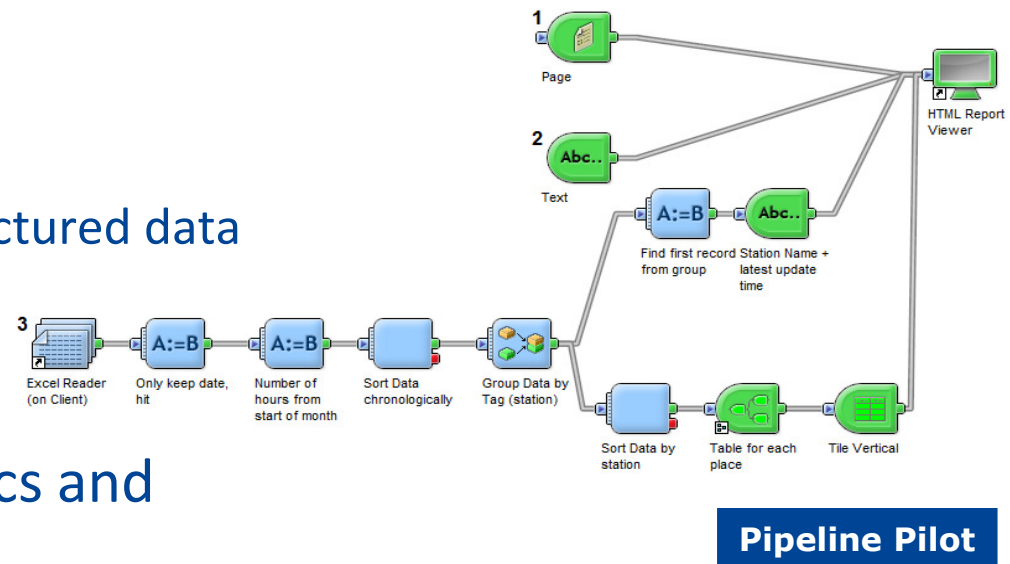 1
Page
HTML Report
Viewer
2
Abc..
Text
ctured data
A:=B
Abc..
Find first record
from group
Station Name +
latest update
time
3
A:=B
A:=B
Excel Reader
(on Client)
Only keep date,
hit
Number of
hours from
start of month
Sort Data
chronologically
Group Data by
Tag (station)
Sort Data by
station
Table for each
place
Tile Vertical
cs and
Pipeline Pilot